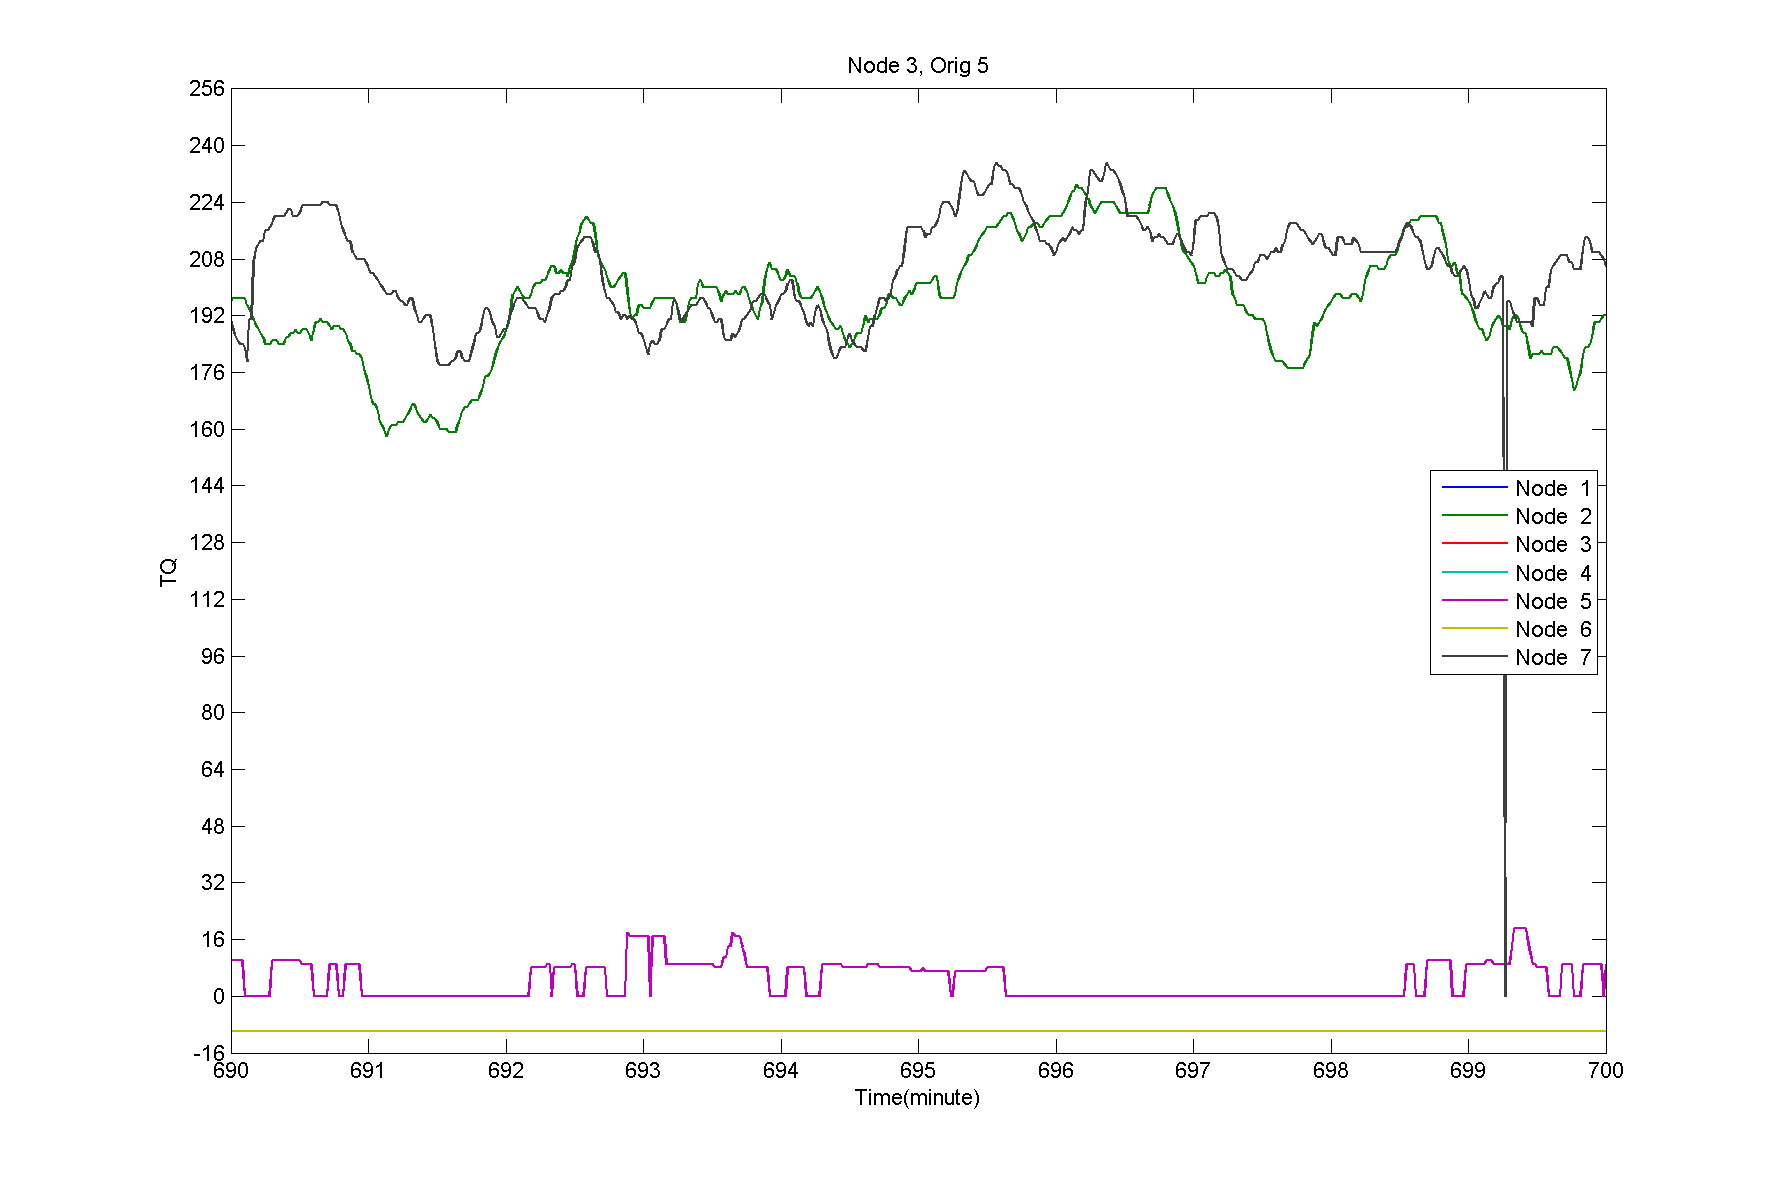 Node 3, Orig 5
256
240
224
208
192
176
160
144
128
112
96
80
64
48
32
16
0
-16
TQ
Node 1
Node 2
Node 3
Node 4
Node 5
Node 6
Node 7
690 691 692 693 694 695 696 697 698 699 700
Time(minute)